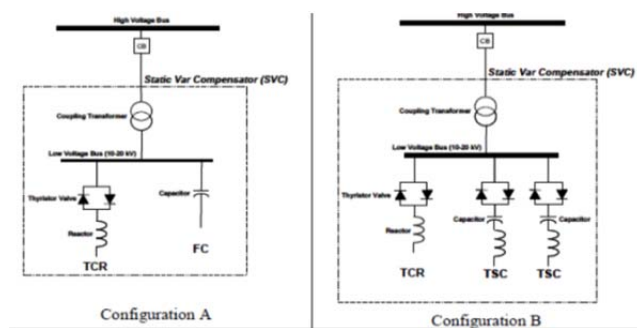 High Voltage Bus
CB
Static Var Compensator (SVC)
Coupling Transformer
Low Voltage Bus (10-20 kV)
Thyristor Valve
Capacitor
Reactor
FC
TCR
Configuration A
High Voltage Bus
CB
Static Var Compensator (SVC)
Coupling Transformer
Low Voltage Bus (10-20 kV)
Thyristor Valve
Capacitor
Capacitor
Reactor
TCR
TSC
TSC
Configuration B